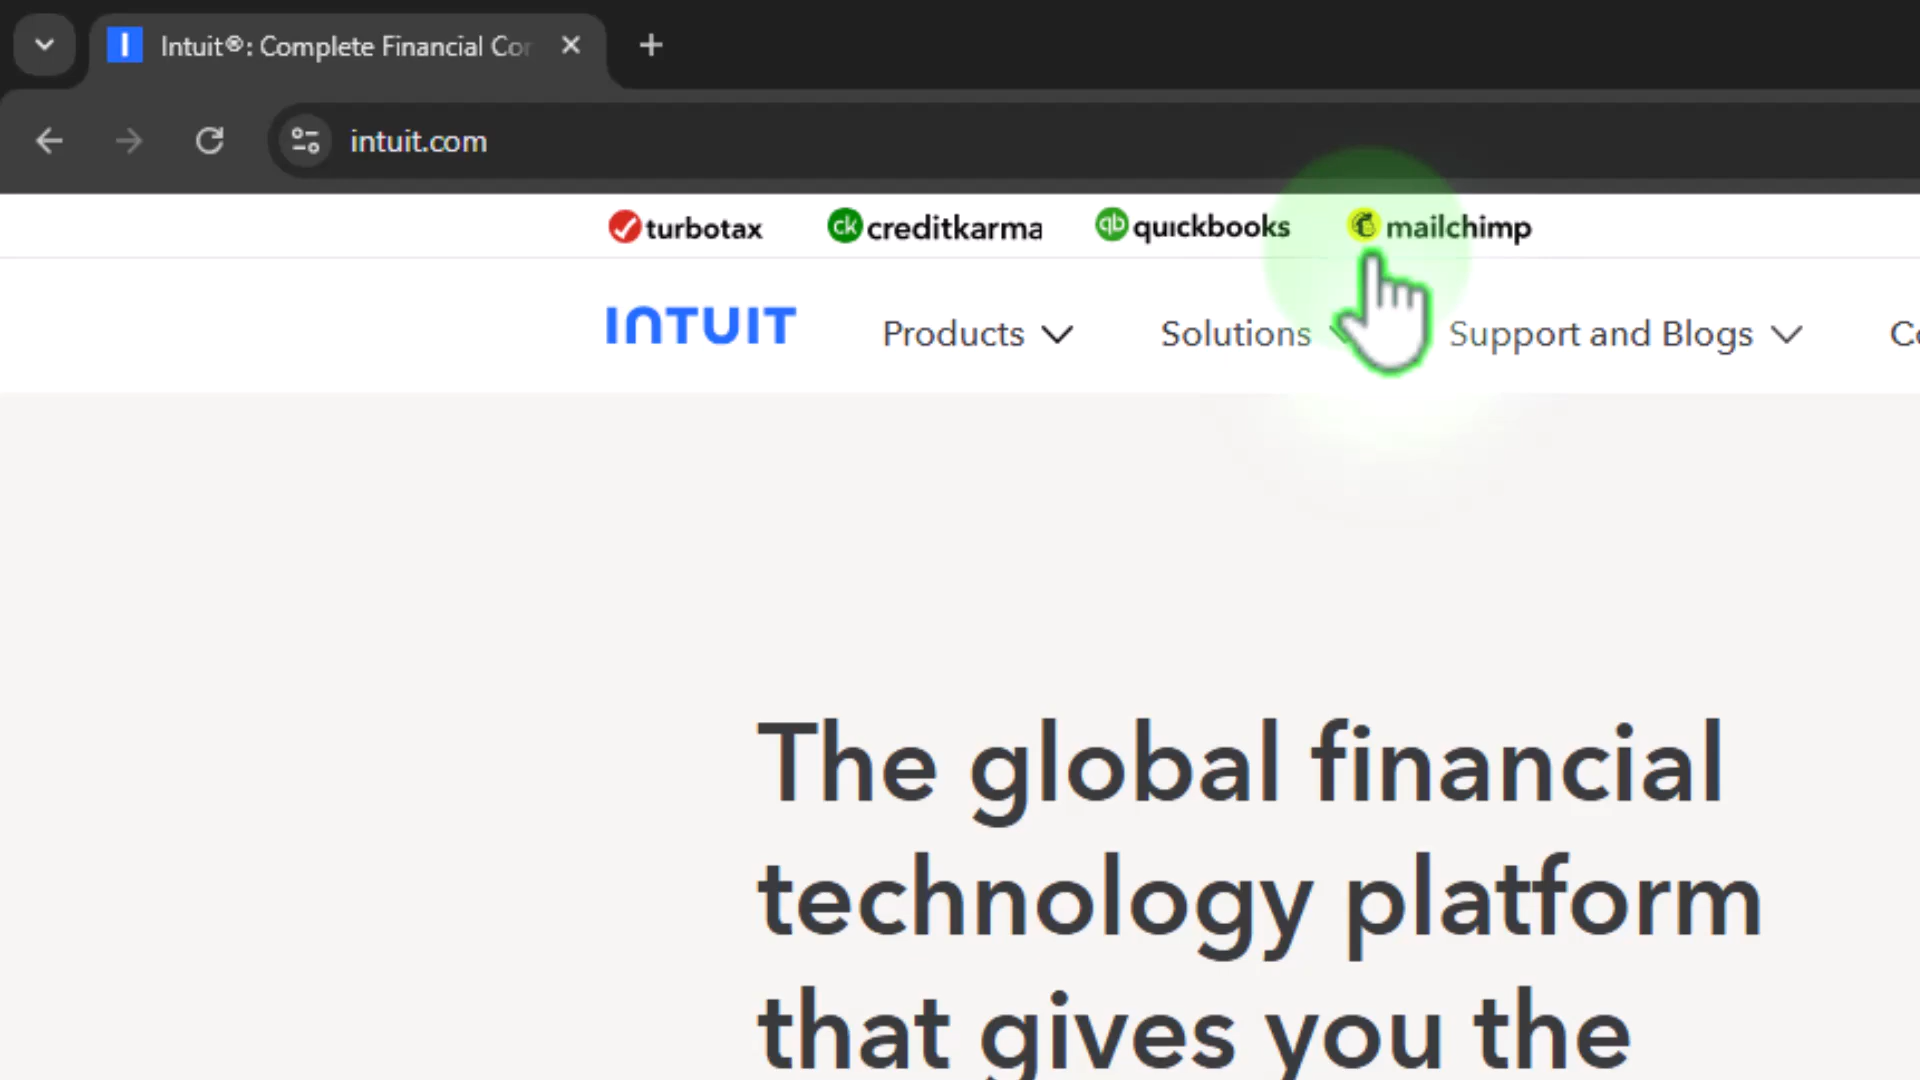 Intuit®: Complete Financial Co
intuit.com
turbotax creditkarma quickbooks mailchimp
INTUIT Products Solutions Support and Blogs
The global financial
technology platform
that gives you the